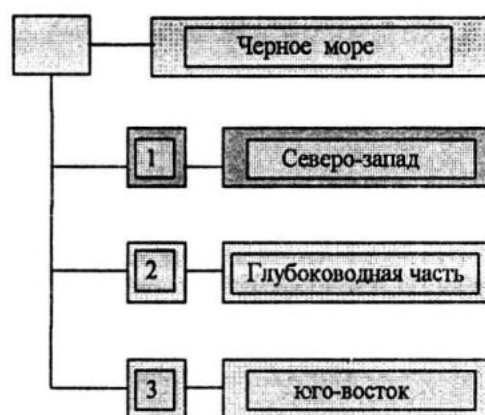 Черное море
1 Северо-запад
2 Глубоководная часть
3 юго-восток